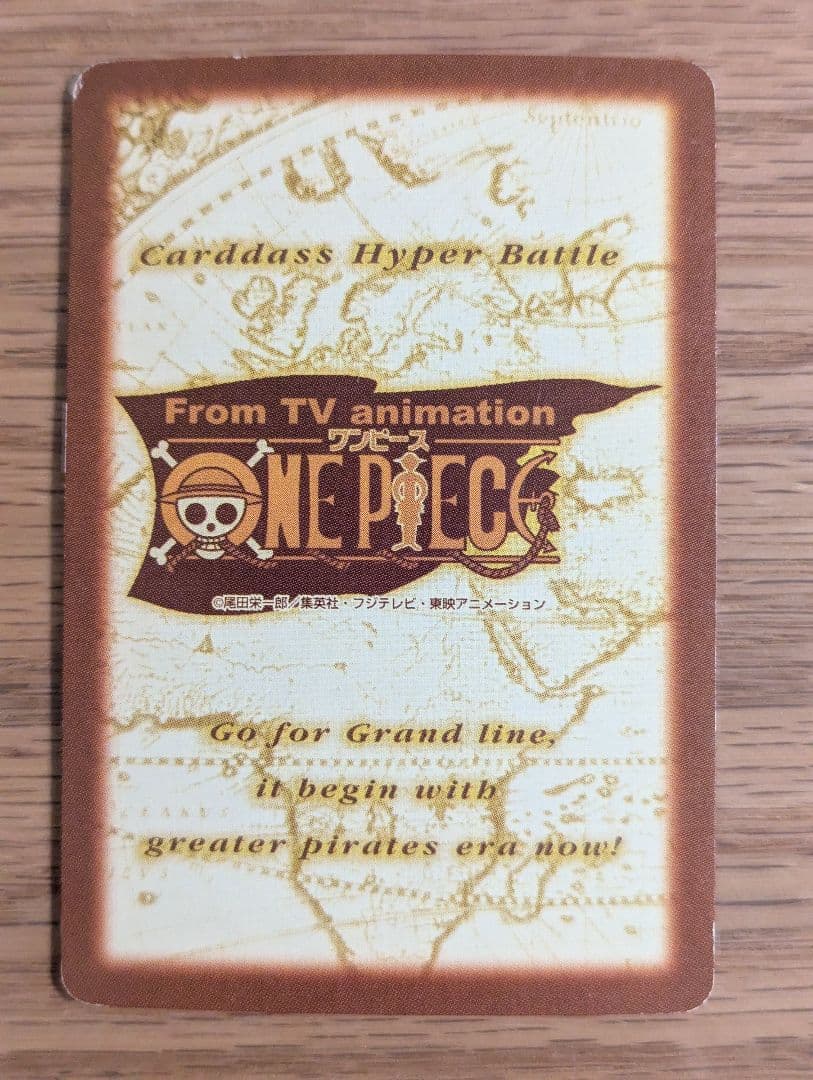 Septentrio
Carddass Hyper Battle
From TV animation
ワンピース
ONE PIECE
©尾田栄一郎／集英社・フジテレビ・東映アニメーション
Go for Grand line,
it begin with
greater pirates era now!